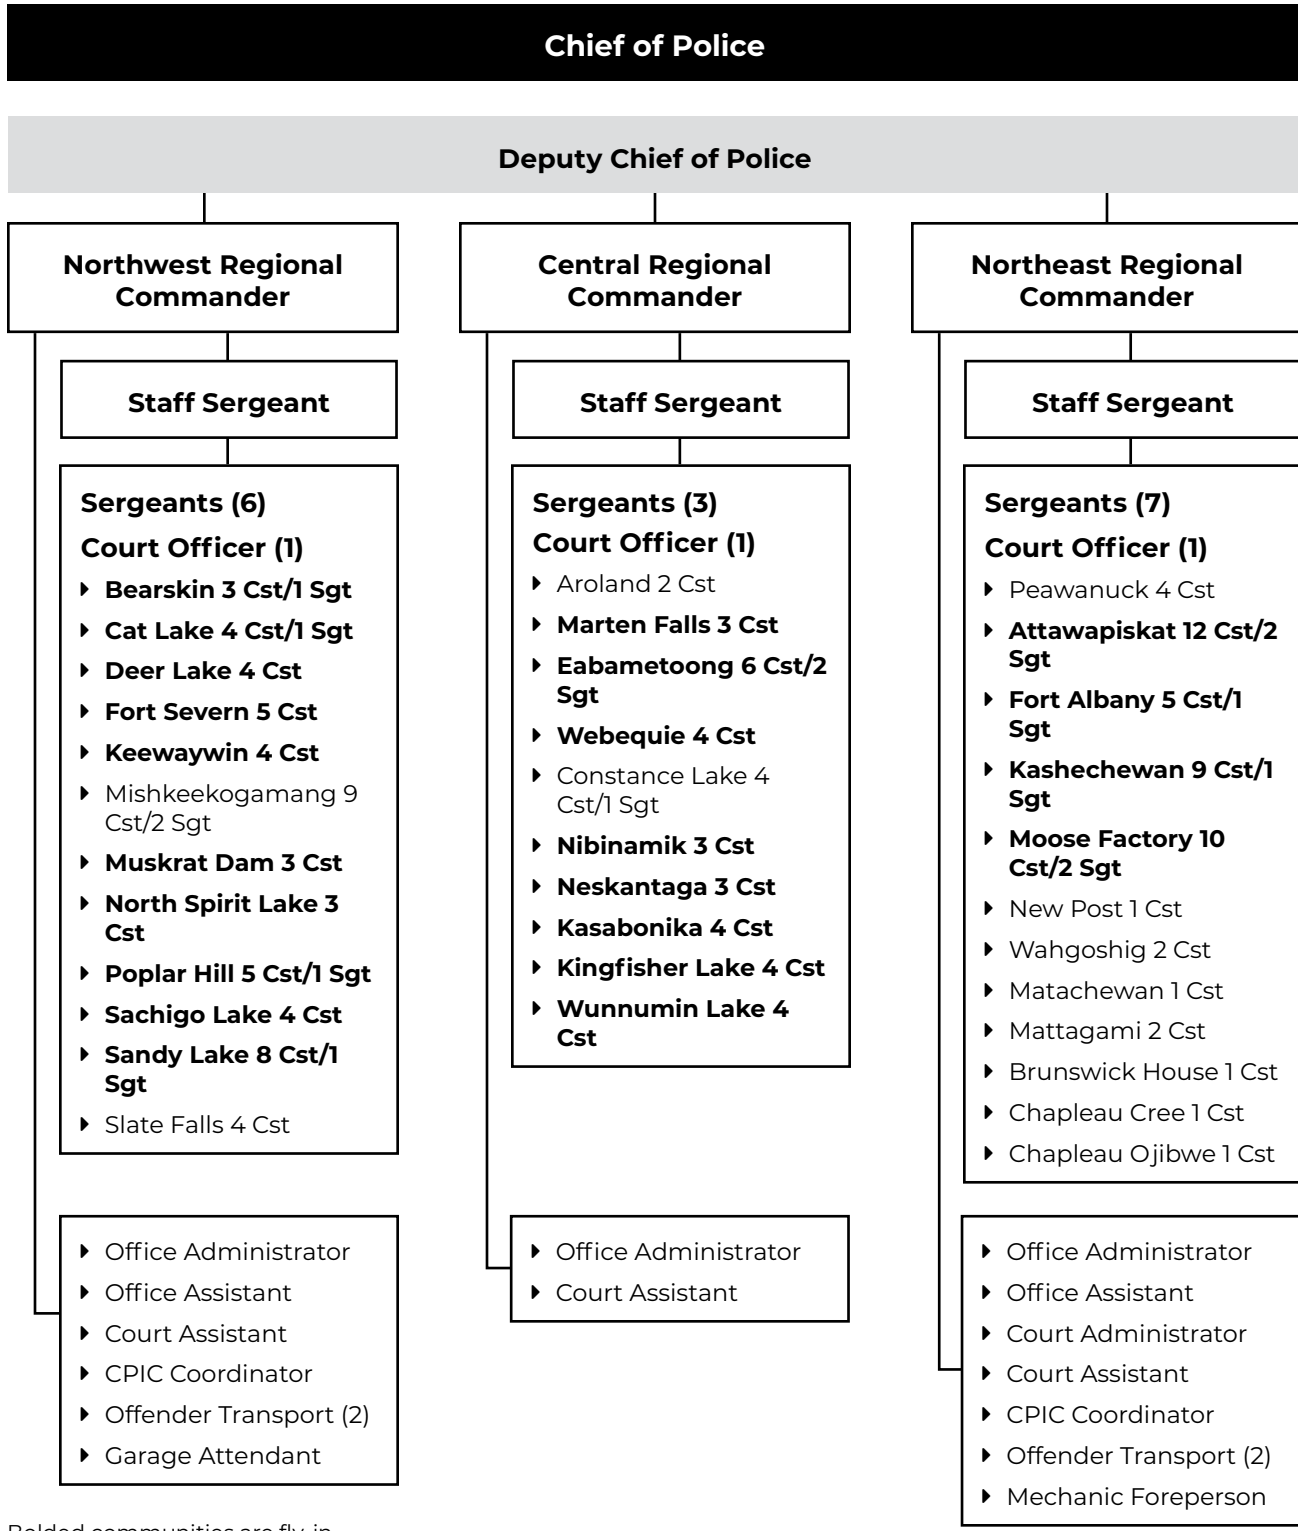 Chief of Police
Deputy Chief of Police
Northwest Regional
Commander
Staff Sergeant
Sergeants (6)
Court Officer (1)
Bearskin 3 Cst/1 Sgt
Cat Lake 4 Cst/1 Sgt
Deer Lake 4 Cst
Fort Severn 5 Cst
Keewaywin 4 Cst
Mishkeekogamang 9
Cst/2 Sgt
Muskrat Dam 3 Cst
North Spirit Lake 3
Cst
Poplar Hill 5 Cst/1 Sgt
Sachigo Lake 4 Cst
Sandy Lake 8 Cst/1
Sgt
Slate Falls 4 Cst
Office Administrator
Office Assistant
Court Assistant
CPIC Coordinator
Offender Transport (2)
Garage Attendant
Central Regional
Commander
Staff Sergeant
Sergeants (3)
Court Officer (1)
Aroland 2 Cst
Marten Falls 3 Cst
Eabametoong 6 Cst/2
Sgt
Webequie 4 Cst
Constance Lake 4
Cst/1 Sgt
Nibinamik 3 Cst
Neskantaga 3 Cst
Kasabonika 4 Cst
Kingfisher Lake 4 Cst
Wunnumin Lake 4
Cst
Office Administrator
Court Assistant
Northeast Regional
Commander
Staff Sergeant
Sergeants (7)
Court Officer (1)
Peawanuck 4 Cst
Attawapiskat 12 Cst/2
Sgt
Fort Albany 5 Cst/1
Sgt
Kashechewan 9 Cst/1
Sgt
Moose Factory 10
Cst/2 Sgt
New Post 1 Cst
Wahgoshig 2 Cst
Matachewan 1 Cst
Mattagami 2 Cst
Brunswick House 1 Cst
Chapleau Cree 1 Cst
Chapleau Ojibwe 1 Cst
Office Administrator
Office Assistant
Court Administrator
Court Assistant
CPIC Coordinator
Offender Transport (2)
Mechanic Foreperson
Bolded communities are fly-in